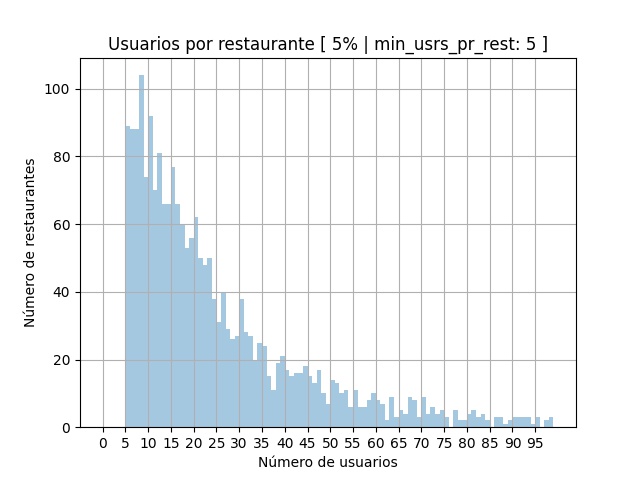 Usuarios por restaurante [ 5% | min_usrs_pr_rest: 5 ]
Número de restaurantes
100
80
60
40
20
0
0 5 10 15 20 25 30 35 40 45 50 55 60 65 70 75 80 85 90 95
Número de usuarios